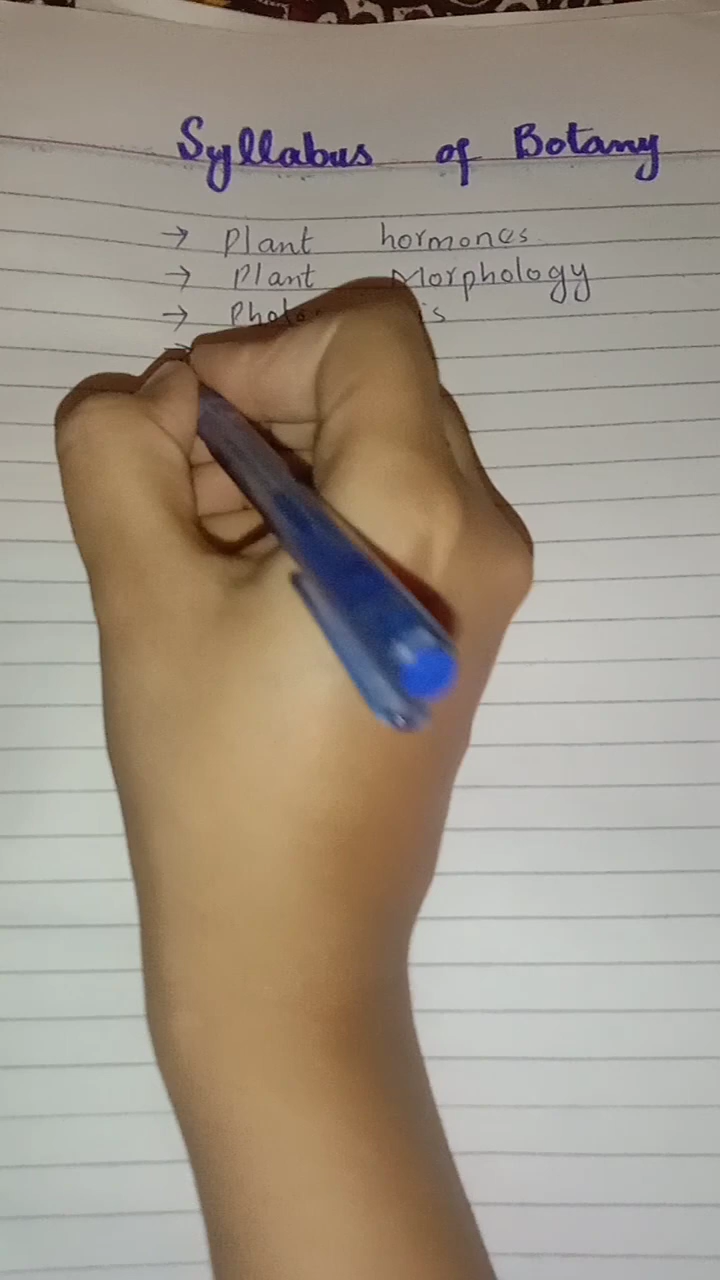 Syllabus of Botany
→ Plant hormones
→ Plant Morphology
→
→